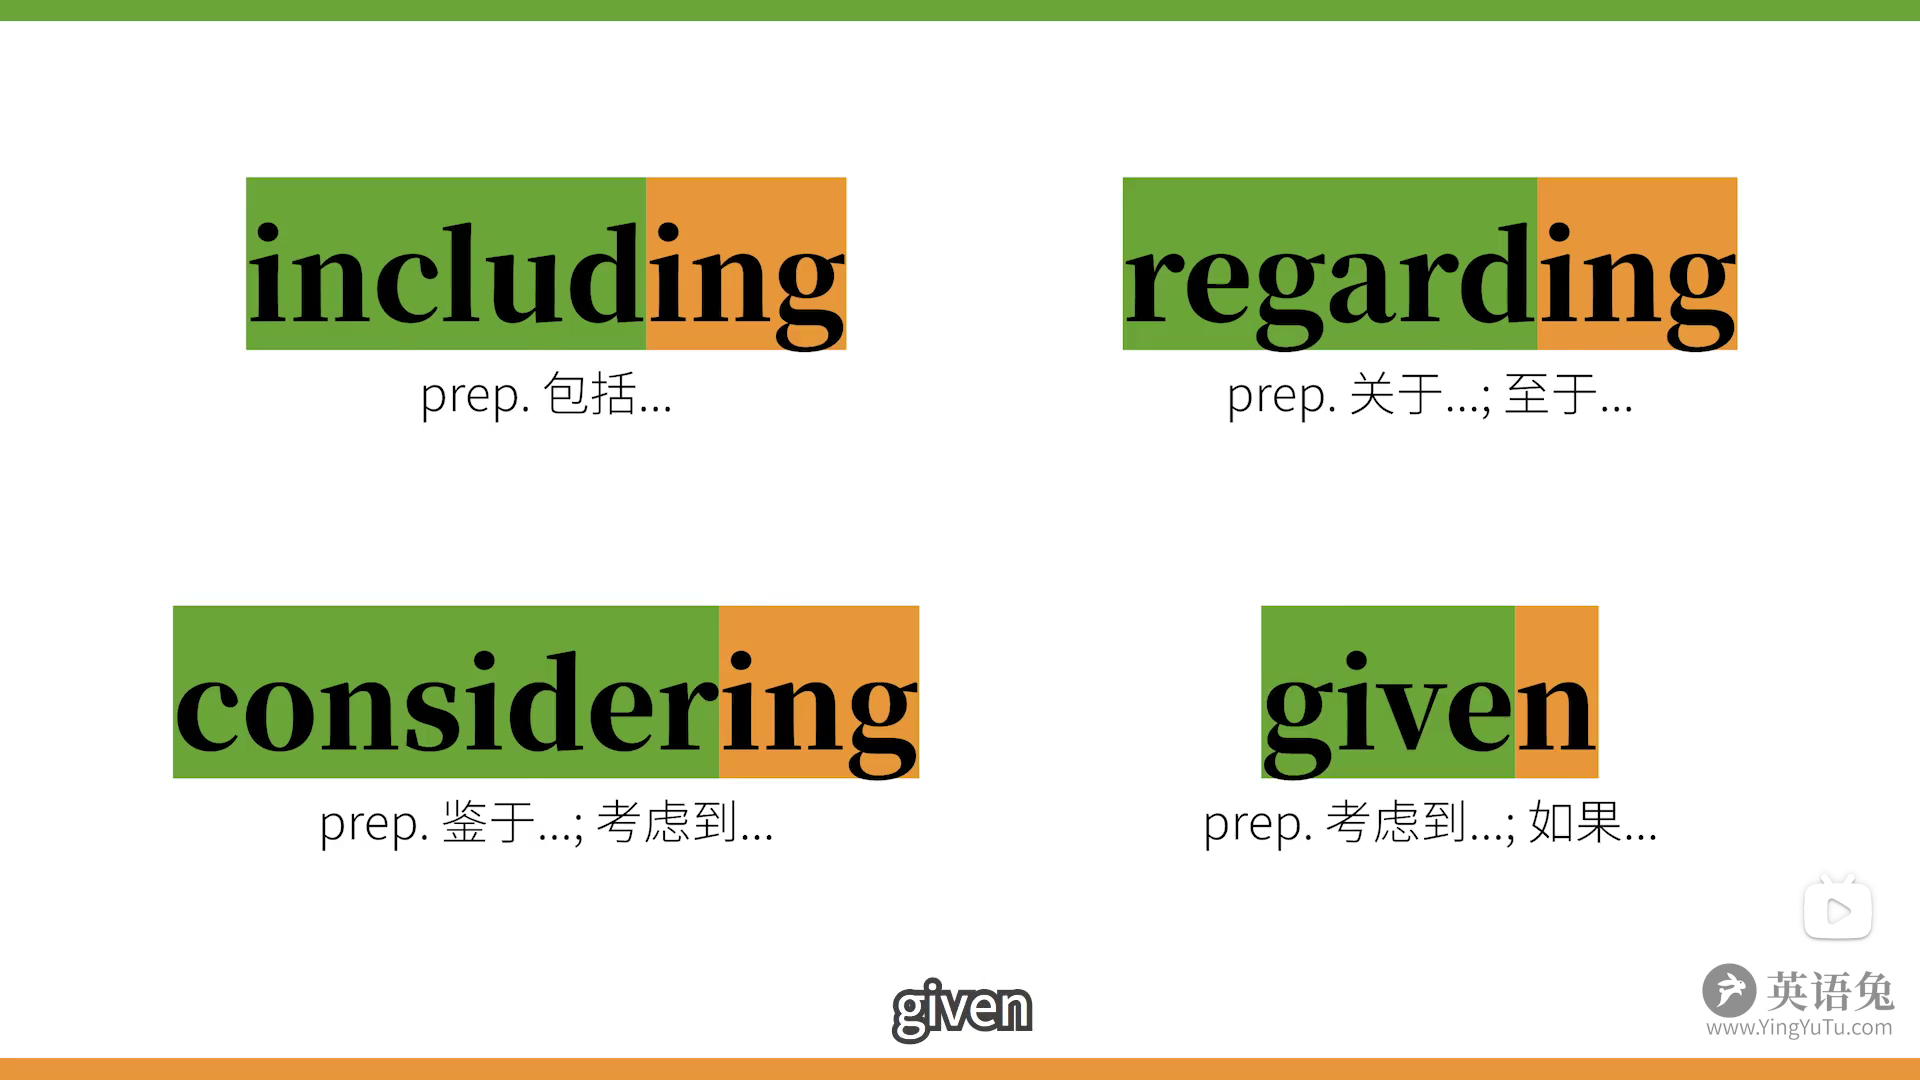 including
prep. 包括...
regarding
prep. 关于...; 至于...
considering
prep. 鉴于...; 考虑到...
given
prep. 考虑到...; 如果...
given
英语兔
www.YingYuTu.com